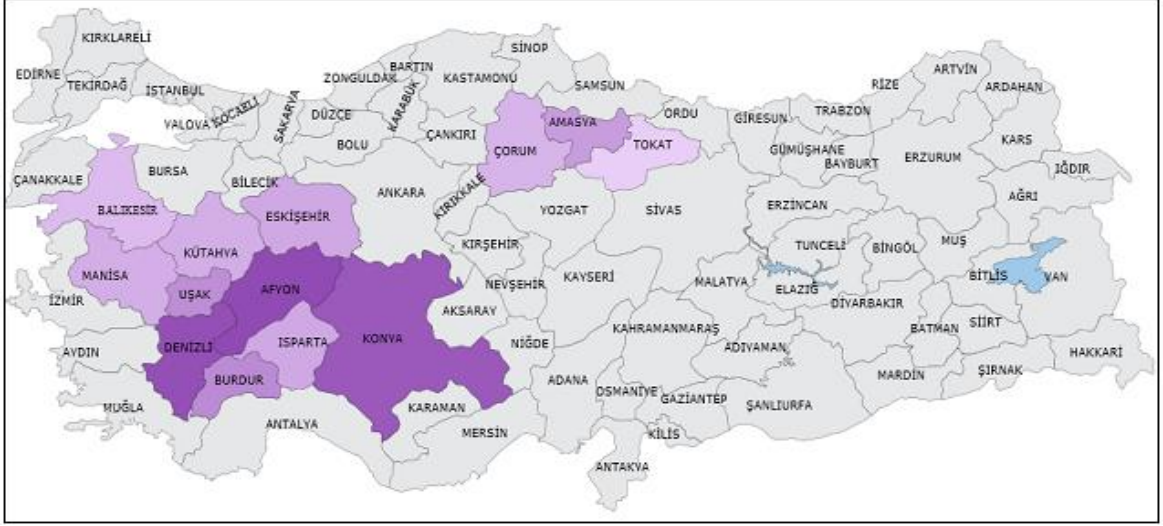 KIRKLARELİ
EDİRNE
TEKİRDAĞ
İSTANBUL
YALOVA
KOCAELİ
SAKARYA
DÜZCE
ZONGULDAK
BARTIN
KARABÜK
KASTAMONU
SİNOP
SAMSUN
ORDU
GİRESUN
TRABZON
RİZE
ARTVİN
ARDAHAN
KARS
IĞDIR
AĞRI
ERZURUM
BAYBURT
GÜMÜŞHANE
TOKAT
AMASYA
ÇORUM
ÇANKIRI
BOLU
BİLECİK
BURSA
ÇANAKKALE
BALIKESİR
KÜTAHYA
ESKİŞEHİR
ANKARA
KIRIKKALE
YOZGAT
SİVAS
ERZİNCAN
TUNCELİ
BİNGÖL
MUŞ
BİTLİS
VAN
ELAZIĞ
MALATYA
KAYSERİ
NEVŞEHİR
KIRŞEHİR
AKSARAY
KONYA
AFYON
UŞAK
MANİSA
İZMİR
AYDIN
DENİZLİ
ISPARTA
BURDUR
MUĞLA
ANTALYA
KARAMAN
MERSİN
NİĞDE
ADANA
KAHRAMANMARAŞ
OSMANİYE
GAZİANTEP
KİLİS
ANTAKYA
ADIYAMAN
ŞANLIURFA
DİYARBAKIR
BATMAN
SİİRT
MARDİN
ŞIRNAK
HAKKARİ